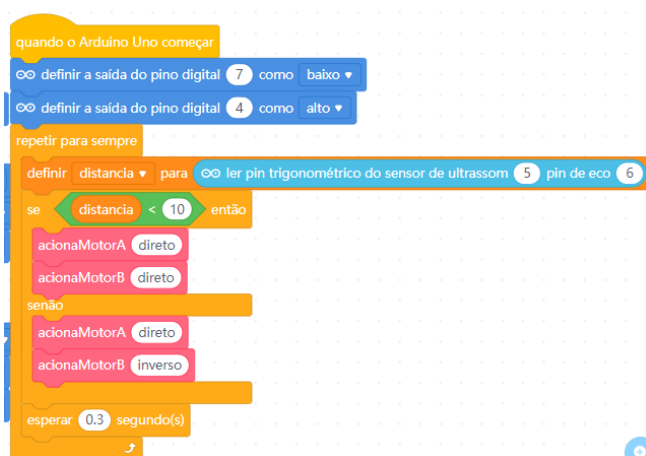 quando o Arduino Uno começar
definir a saída do pino digital 7 como baixo
definir a saída do pino digital 4 como alto
repetir para sempre
definir distancia para ler pin trigonométrico do sensor de ultrassom 5 pin de eco 6
se distancia < 10 então
acionaMotorA direto
acionaMotorB direto
senão
acionaMotorA direto
acionaMotorB inverso
esperar 0.3 segundo(s)